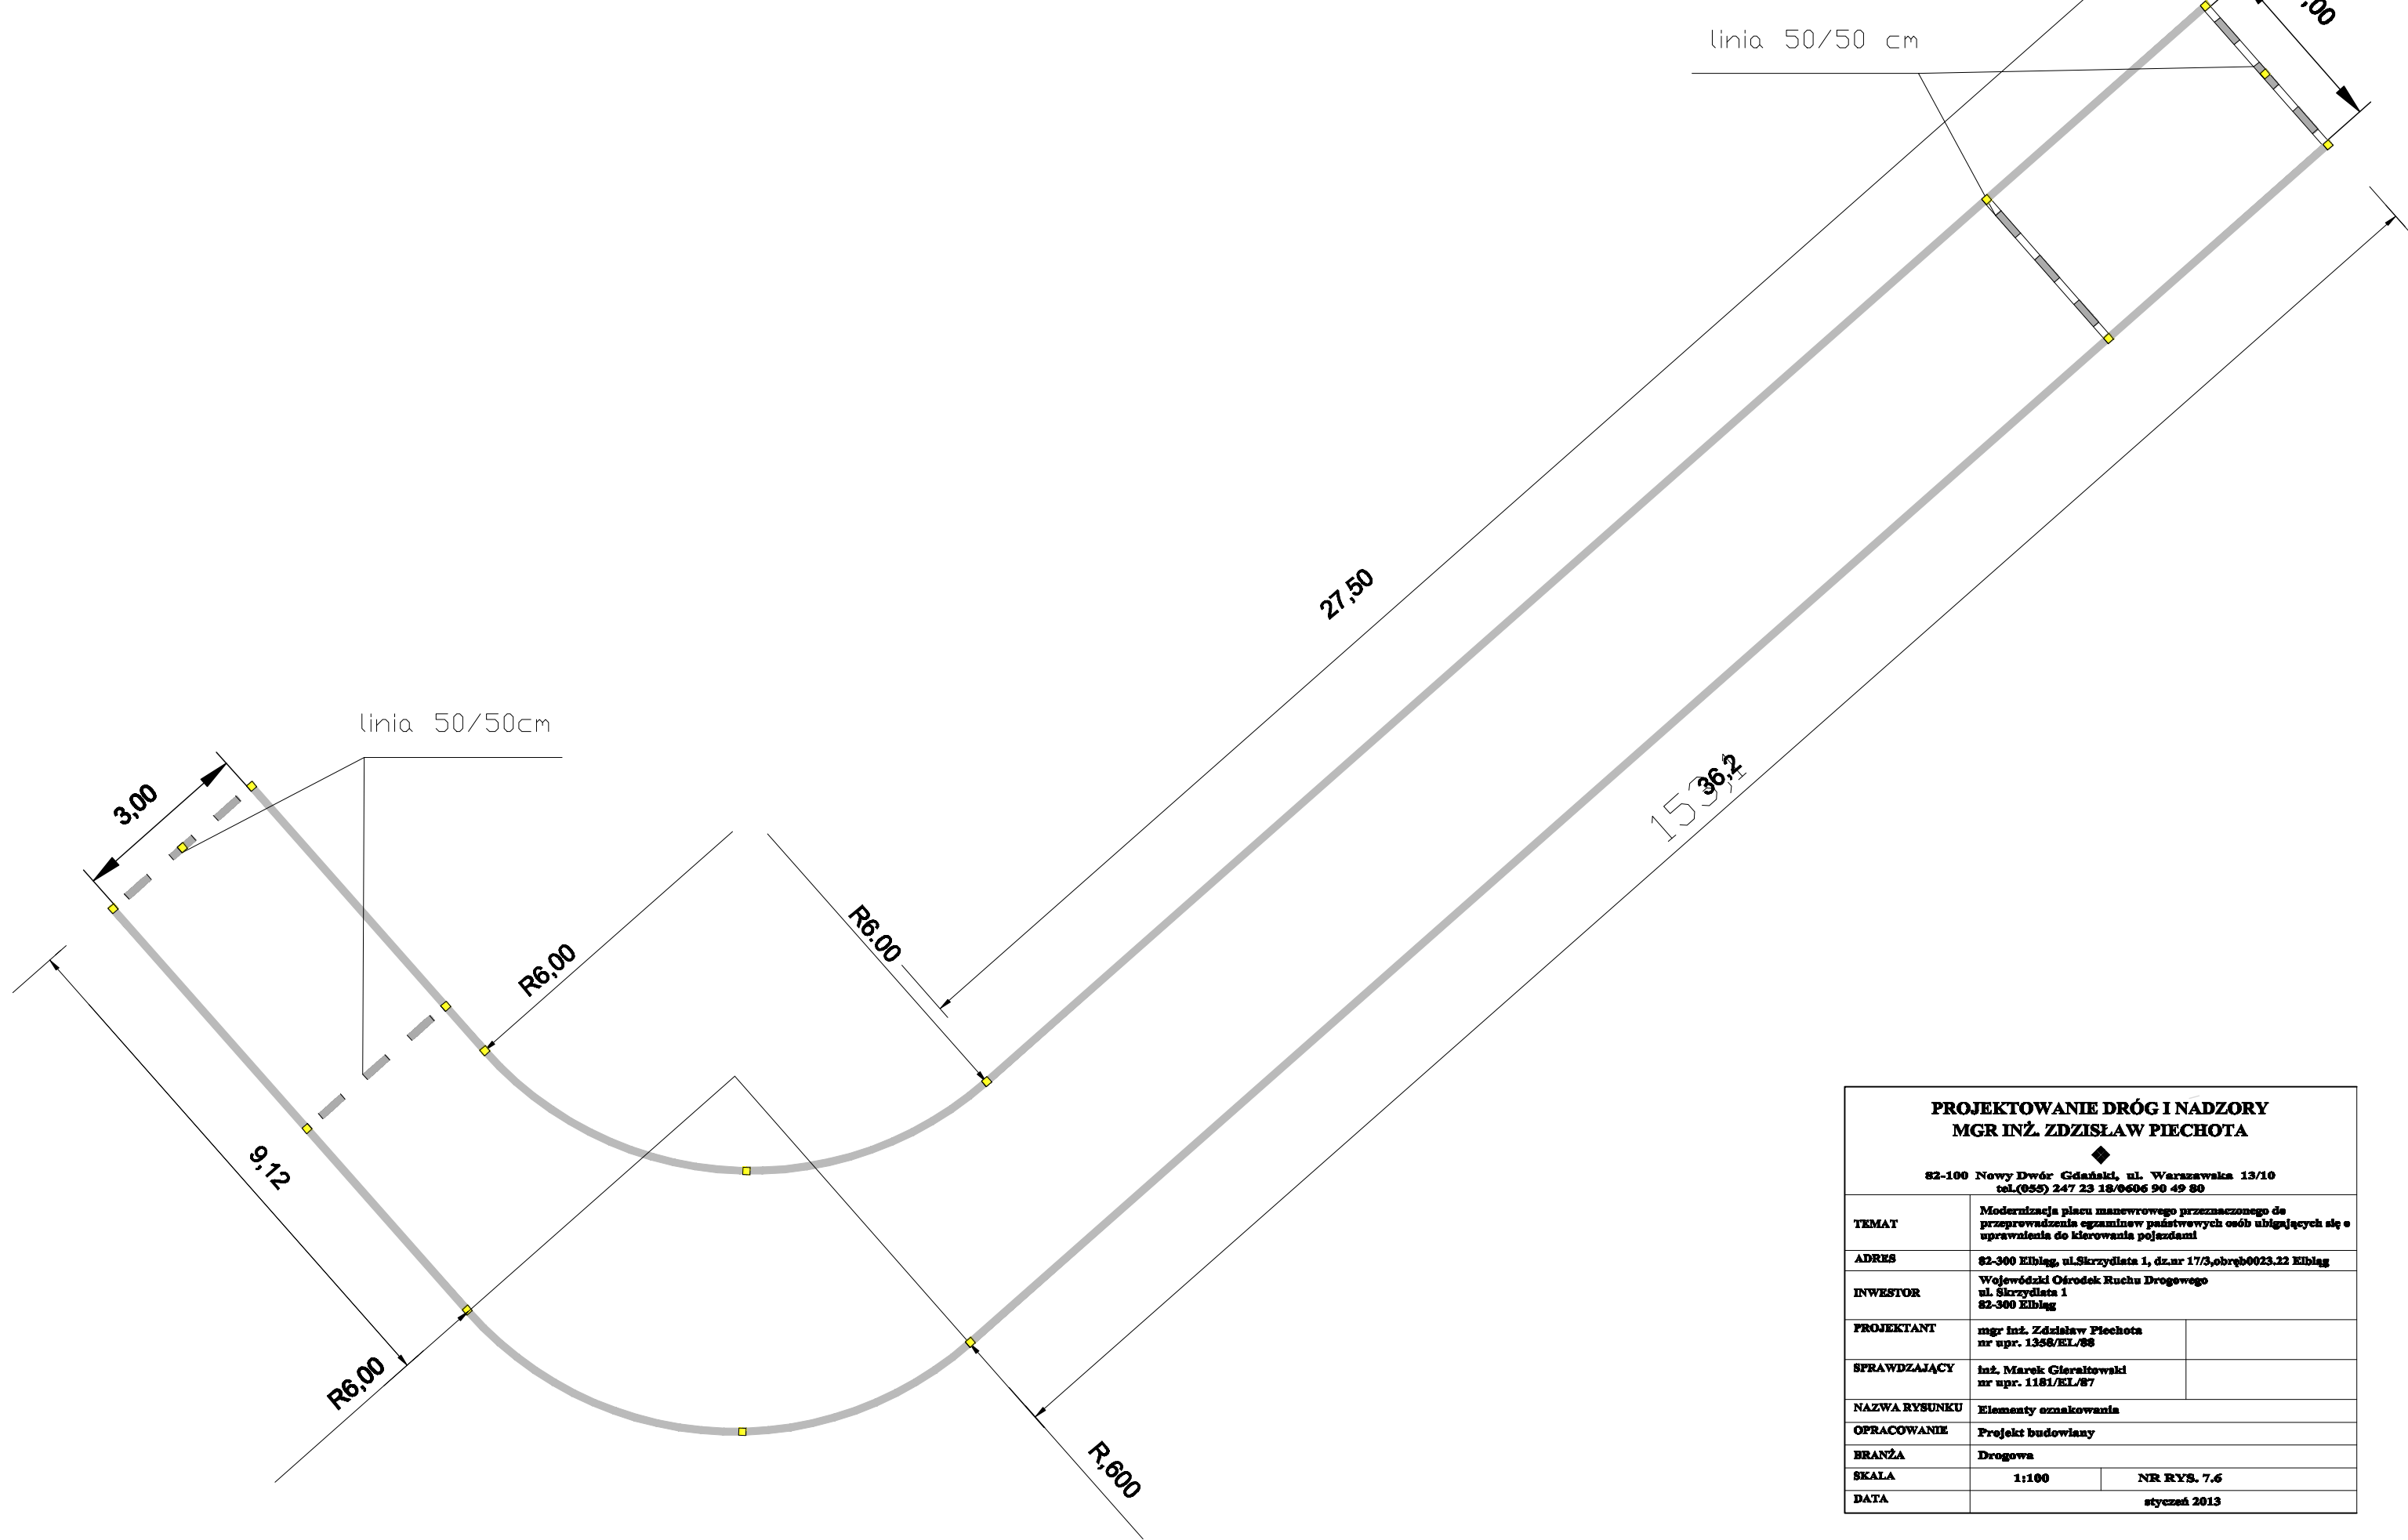 ,00
linia 50/50 cm
27,50
36,2
linia 50/50cm
3,00
R6.00
R6,00
9,12
R6,00
R,600
PROJEKTOWANIE DRÓG I NADZORY
MGR INŻ. ZDZISŁAW PIECHOTA
82-100 Nowy Dwór Gdański, ul. Warszawska 13/10
tel.(055) 247 23 18/0606 90 49 80
TEMAT
Modernizacja placu manewrowego przeznaczonego do
przeprowadzenia egzaminow państwowych osób ubigających się o
uprawnienia do kierowania pojazdami
ADRES
82-300 Elbląg, ul.Skrzydlata 1, dz.nr 17/3,obręb0023.22 Elbląg
INWESTOR
Wojewódzki Ośrodek Ruchu Drogowego
ul. Skrzydlata 1
82-300 Elbląg
PROJEKTANT
mgr inż. Zdzisław Piechota
nr upr. 1358/EL/88
SPRAWDZAJĄCY
inż. Marek Gierałtowski
nr upr. 1181/EL/87
NAZWA RYSUNKU Elementy oznakowania
OPRACOWANIE Projekt budowlany
BRANŻA Drogowa
SKALA 1:100 NR RYS. 7.6
DATA styczeń 2013